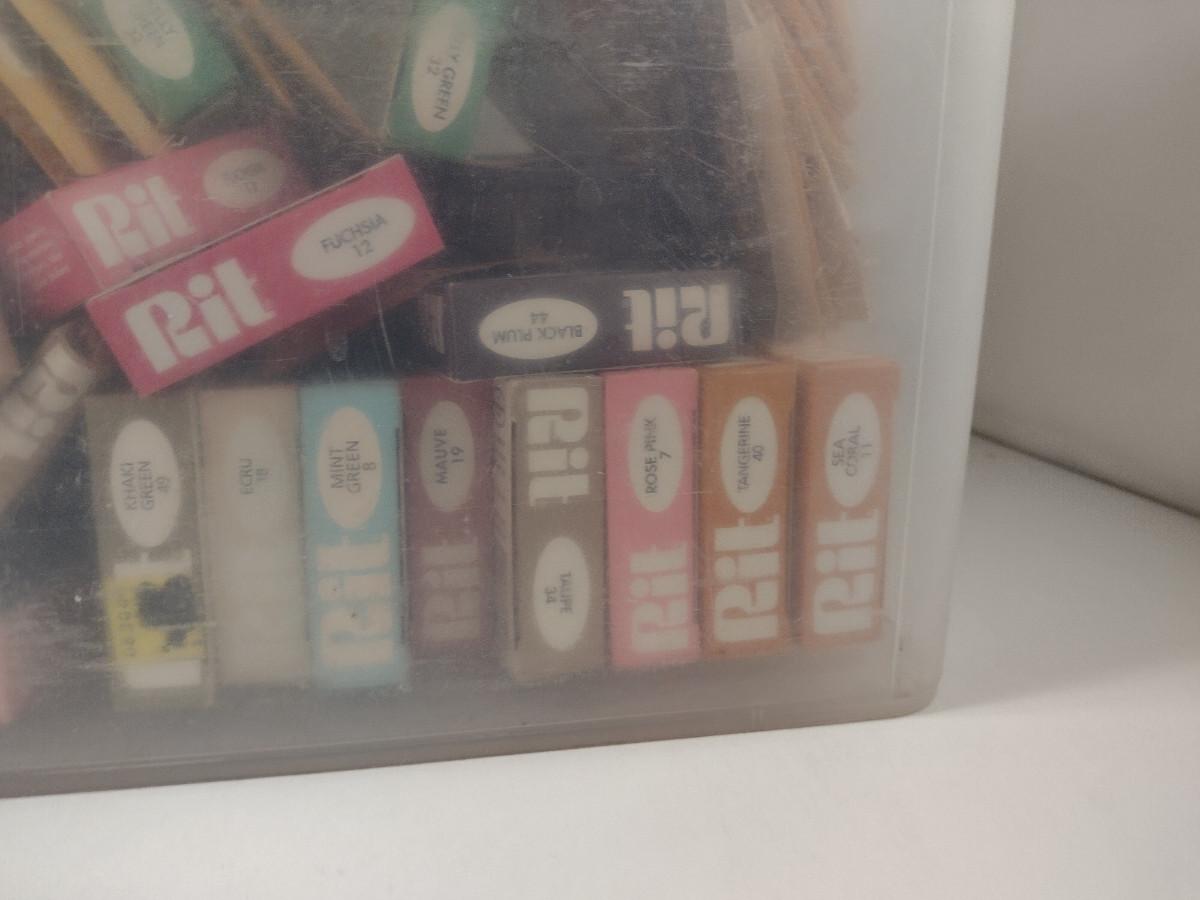 GREEN
32
Rit
Rit
FUCHSIA
12
BLACK PLUM
44
Rit
KHAKI
GREEN
49
ECRU
18
MINT
GREEN
8
Rit
MAUVE
19
Rit
Rit
TAUPE
34
ROSE PINK
7
Rit
TANGERINE
40
Rit
SEA
CORAL
11
Rit